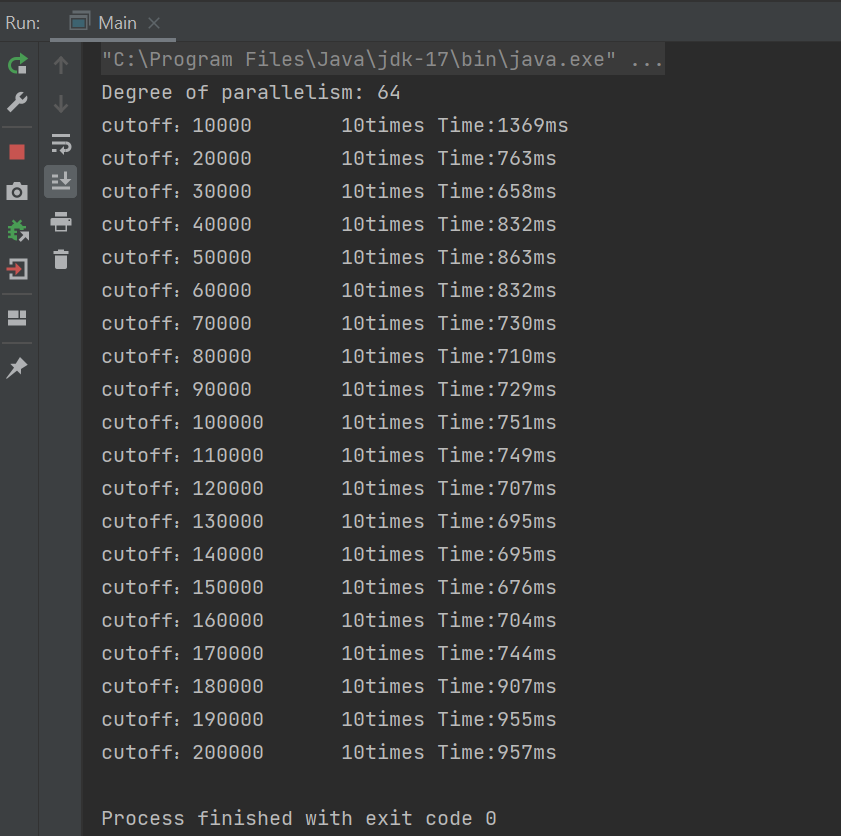 Run: Main
"C:\Program Files\Java\jdk-17\bin\java.exe" ...
Degree of parallelism: 64
cutoff：10000 10times Time:1369ms
cutoff：20000 10times Time:763ms
cutoff：30000 10times Time:658ms
cutoff：40000 10times Time:832ms
cutoff：50000 10times Time:863ms
cutoff：60000 10times Time:832ms
cutoff：70000 10times Time:730ms
cutoff：80000 10times Time:710ms
cutoff：90000 10times Time:729ms
cutoff：100000 10times Time:751ms
cutoff：110000 10times Time:749ms
cutoff：120000 10times Time:707ms
cutoff：130000 10times Time:695ms
cutoff：140000 10times Time:695ms
cutoff：150000 10times Time:676ms
cutoff：160000 10times Time:704ms
cutoff：170000 10times Time:744ms
cutoff：180000 10times Time:907ms
cutoff：190000 10times Time:955ms
cutoff：200000 10times Time:957ms
Process finished with exit code 0